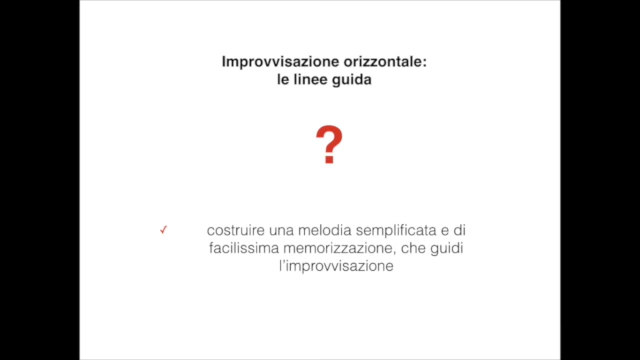 Improvvisazione orizzontale:
le linee guida
?
✓ costruire una melodia semplificata e di
facilissima memorizzazione, che guidi
l'improvvisazione